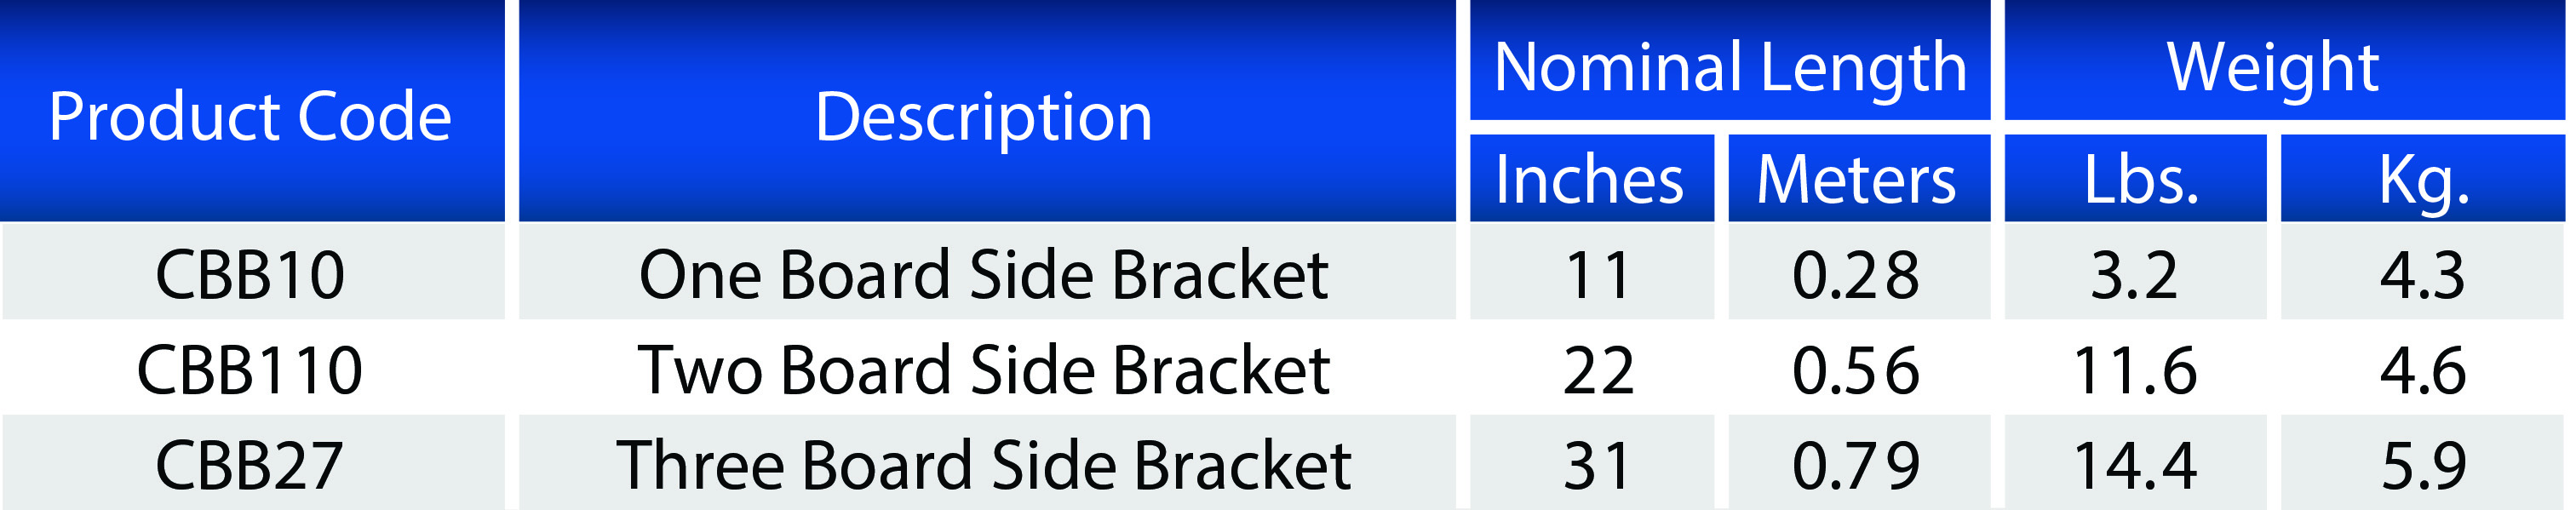 Product Code Description Nominal Length Weight
Inches Meters Lbs. Kg.
CBB10 One Board Side Bracket 11 0.28 3.2 4.3
CBB110 Two Board Side Bracket 22 0.56 11.6 4.6
CBB27 Three Board Side Bracket 31 0.79 14.4 5.9